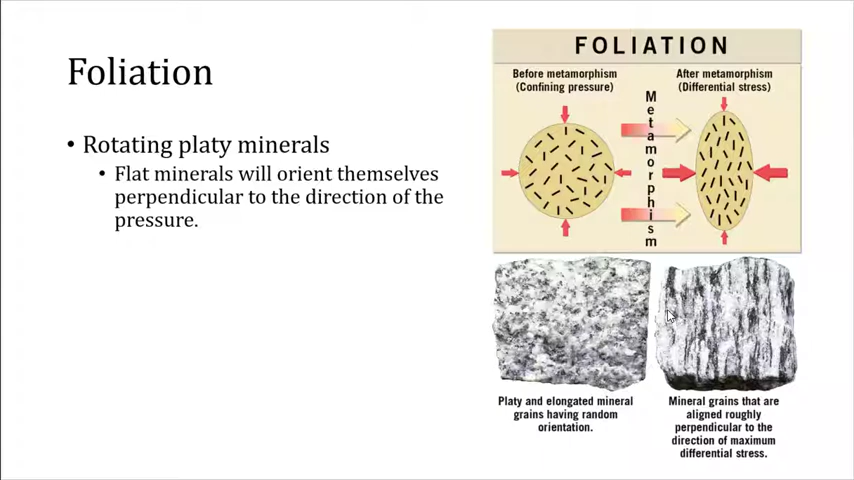 Foliation
• Rotating platy minerals
• Flat minerals will orient themselves
perpendicular to the direction of the
pressure.
FOLIATION
Before metamorphism
(Confining pressure)
After metamorphism
(Differential stress)
Metamorphism
Platy and elongated mineral
grains having random
orientation.
Mineral grains that are
aligned roughly
perpendicular to the
direction of maximum
differential stress.